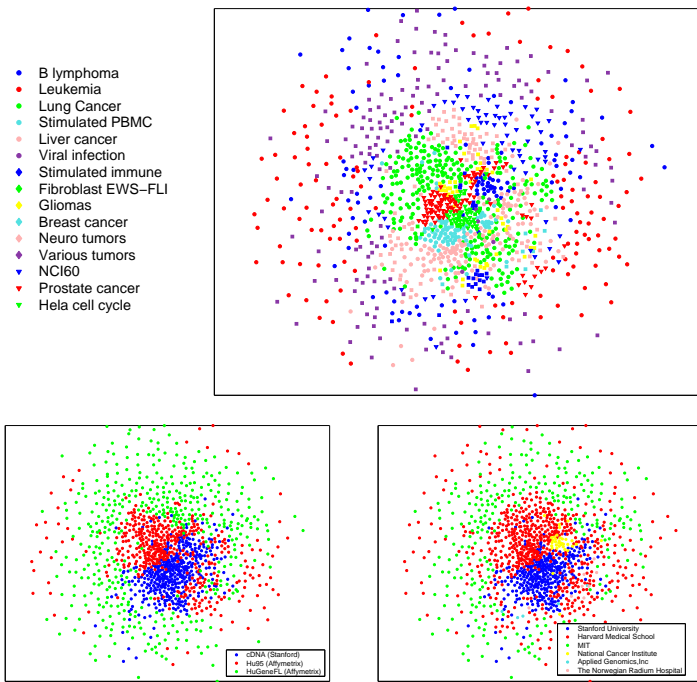 B lymphoma
Leukemia
Lung Cancer
Stimulated PBMC
Liver cancer
Viral infection
Stimulated immune
Fibroblast EWS−FLI
Gliomas
Breast cancer
Neuro tumors
Various tumors
NCI60
Prostate cancer
Hela cell cycle
cDNA (Stanford)
Hu95 (Affymetrix)
HuGeneFL (Affymetrix)
Stanford University
Harvard Medical School
MIT
National Cancer Institute
Applied Genomics,Inc
The Norwegian Radium Hospital